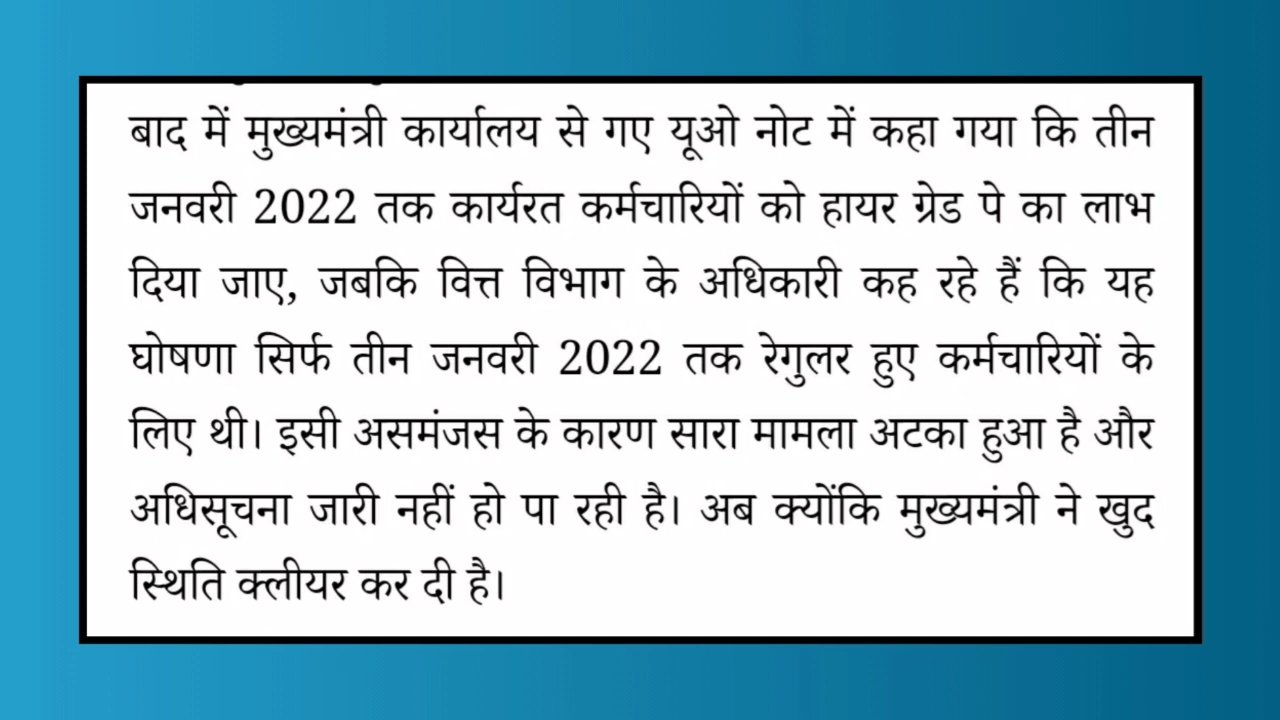 बाद में मुख्यमंत्री कार्यालय से गए यूओ नोट में कहा गया कि तीन
जनवरी 2022 तक कार्यरत कर्मचारियों को हायर ग्रेड पे का लाभ
दिया जाए, जबकि वित्त विभाग के अधिकारी कह रहे हैं कि यह
घोषणा सिर्फ तीन जनवरी 2022 तक रेगुलर हुए कर्मचारियों के
लिए थी। इसी असमंजस के कारण सारा मामला अटका हुआ है और
अधिसूचना जारी नहीं हो पा रही है। अब क्योंकि मुख्यमंत्री ने खुद
स्थिति क्लीयर कर दी है।